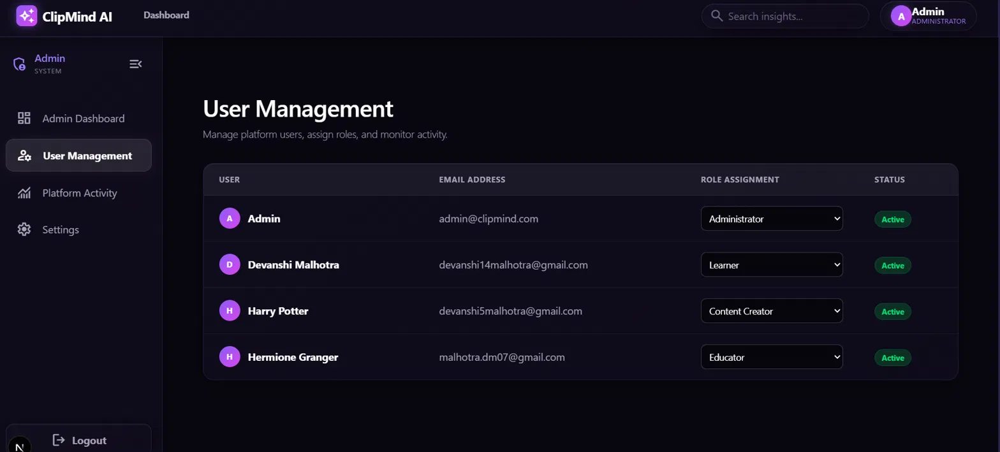 ClipMind AI
Dashboard
Search insights...
A
Admin
ADMINISTRATOR
Admin
SYSTEM
Admin Dashboard
User Management
Platform Activity
Settings
Logout
N
User Management
Manage platform users, assign roles, and monitor activity.
USER EMAIL ADDRESS ROLE ASSIGNMENT STATUS
A Admin admin@clipmind.com Administrator Active
D Devanshi Malhotra devanshi14malhotra@gmail.com Learner Active
H Harry Potter devanshi5malhotra@gmail.com Content Creator Active
H Hermione Granger malhotra.dm07@gmail.com Educator Active